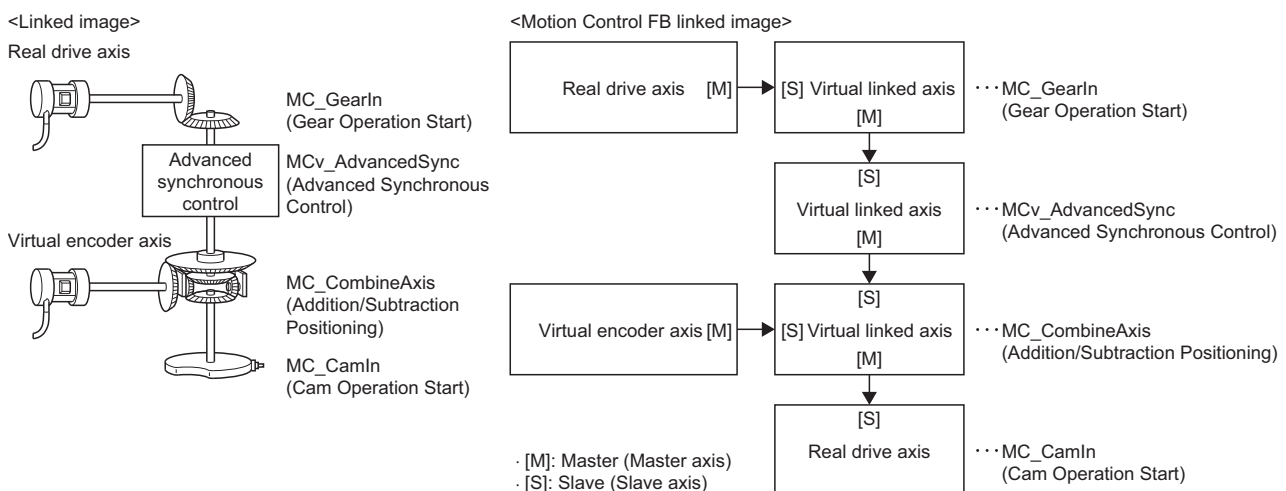 <Linked image>
Real drive axis
MC_GearIn
(Gear Operation Start)
Advanced
synchronous
control
MCv_AdvancedSync
(Advanced Synchronous
Control)
Virtual encoder axis
MC_CombineAxis
(Addition/Subtraction
Positioning)
MC_CamIn
(Cam Operation Start)
<Motion Control FB linked image>
Real drive axis [M]
[S] Virtual linked axis
[M]
···MC_GearIn
(Gear Operation Start)
[S]
Virtual linked axis
[M]
···MCv_AdvancedSync
(Advanced Synchronous Control)
Virtual encoder axis [M]
[S]
[S] Virtual linked axis
[M]
···MC_CombineAxis
(Addition/Subtraction Positioning)
[S]
Real drive axis
···MC_CamIn
(Cam Operation Start)
· [M]: Master (Master axis)
· [S]: Slave (Slave axis)